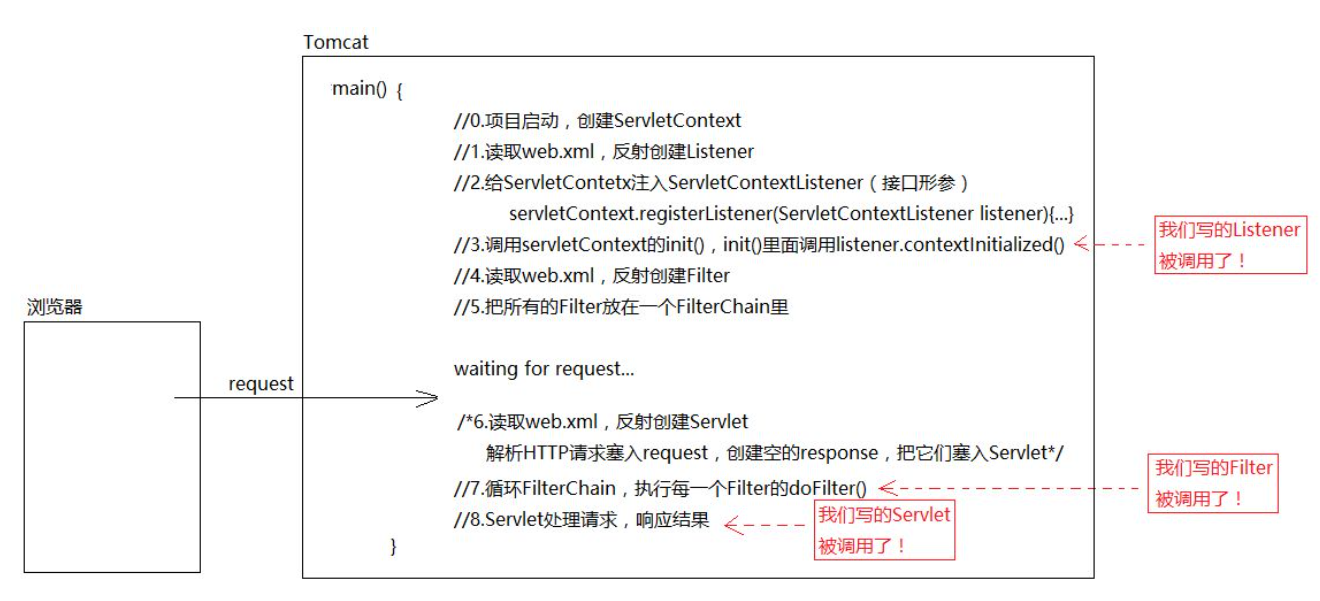 Tomcat
main() {
//0.项目启动，创建ServletContext
//1.读取web.xml，反射创建Listener
//2.给ServletContetx注入ServletContextListener（接口形参）
servletContext.registerListener(ServletContextListener listener){...}
//3.调用servletContext的init()，init()里面调用listener.contextInitialized()
我们写的Listener
被调用了！
//4.读取web.xml，反射创建Filter
//5.把所有的Filter放在一个FilterChain里
浏览器
waiting for request...
request
/*6.读取web.xml，反射创建Servlet
解析HTTP请求塞入request，创建空的response，把它们塞入Servlet*/
//7.循环FilterChain，执行每一个Filter的doFilter()
我们写的Filter
被调用了！
//8.Servlet处理请求，响应结果
我们写的Servlet
被调用了！
}